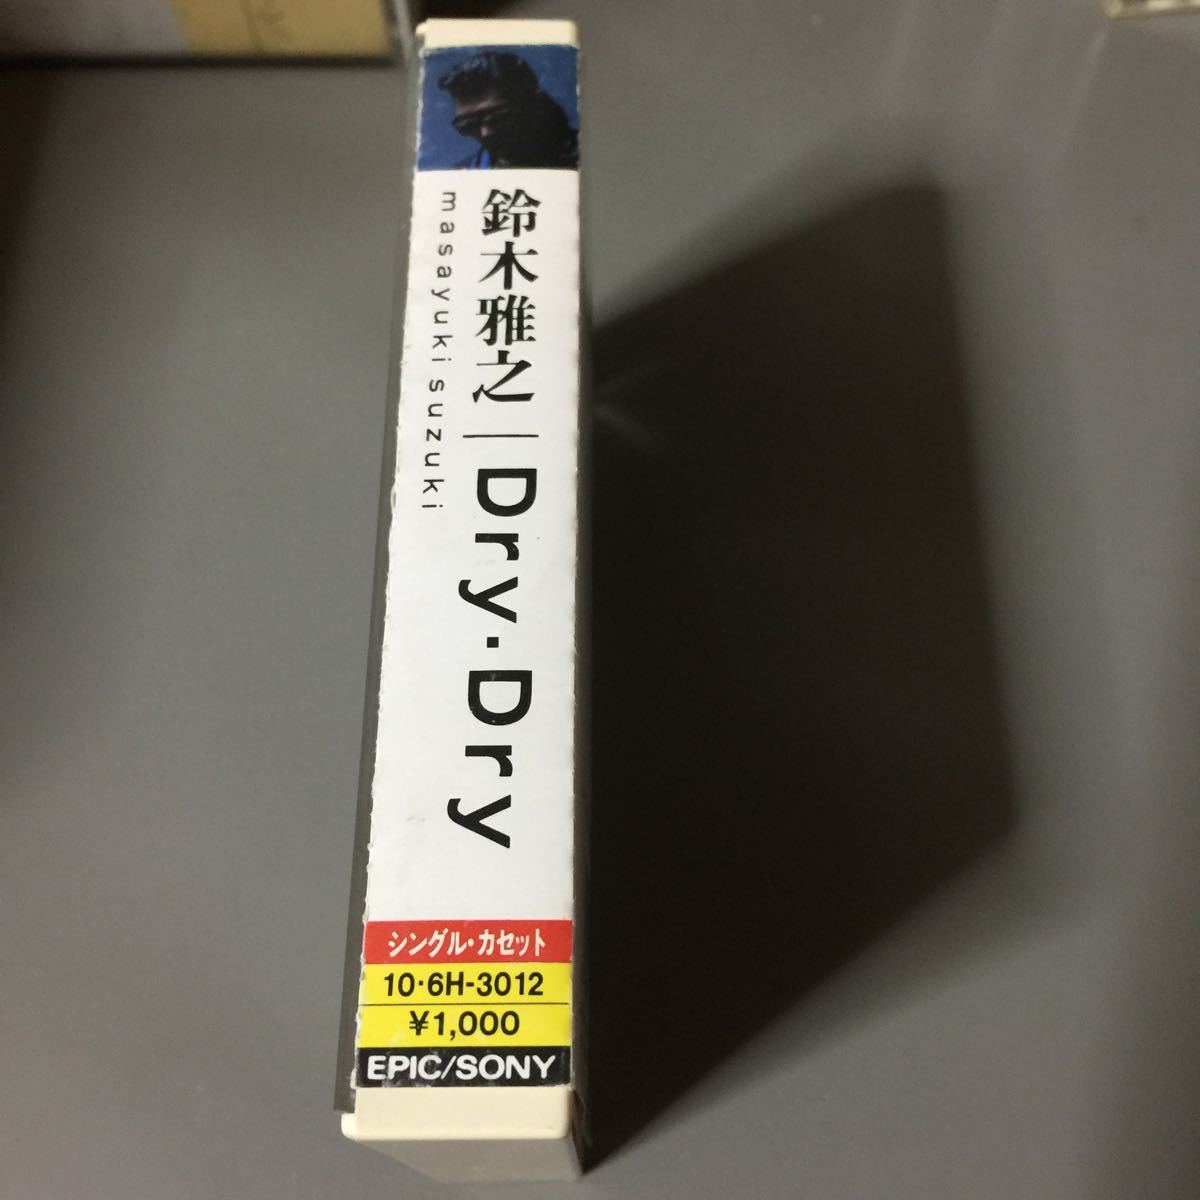 鈴木雅之 | Dry·Dry
masayuki suzuki
シングル・カセット
10·6H-3012
¥1,000
EPIC/SONY